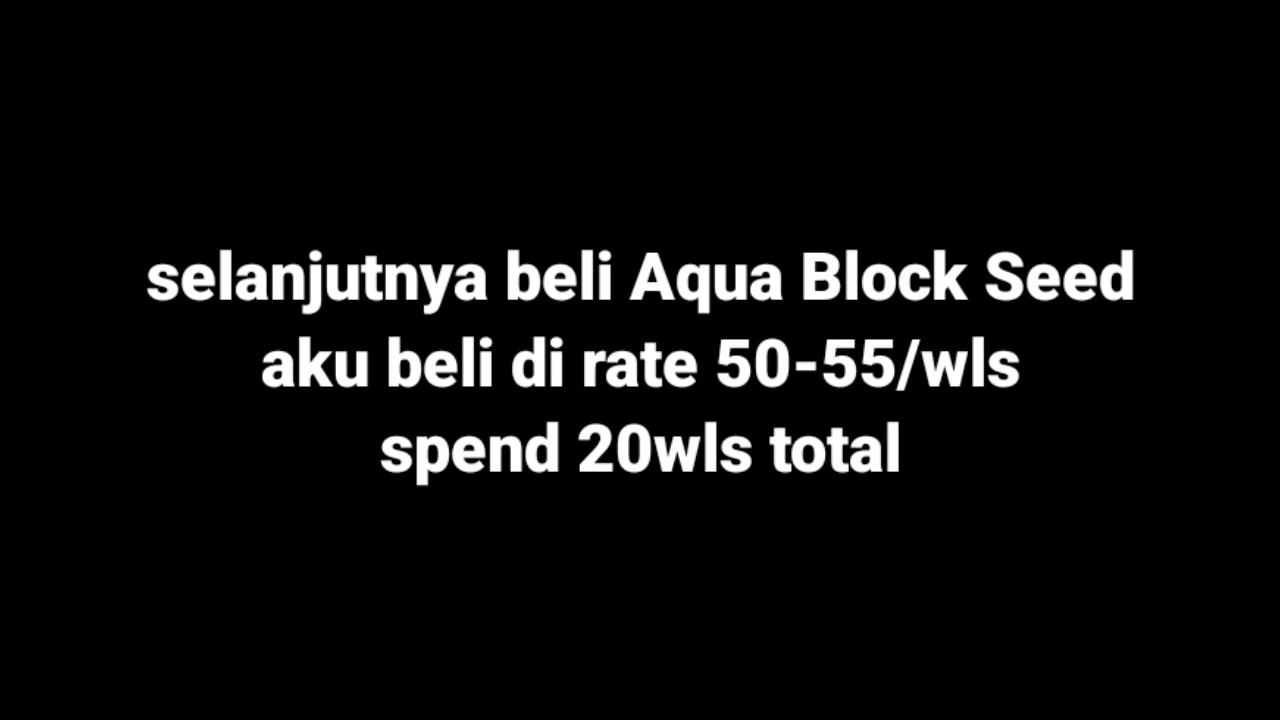 selanjutnya beli Aqua Block Seed
aku beli di rate 50-55/wls
spend 20wls total